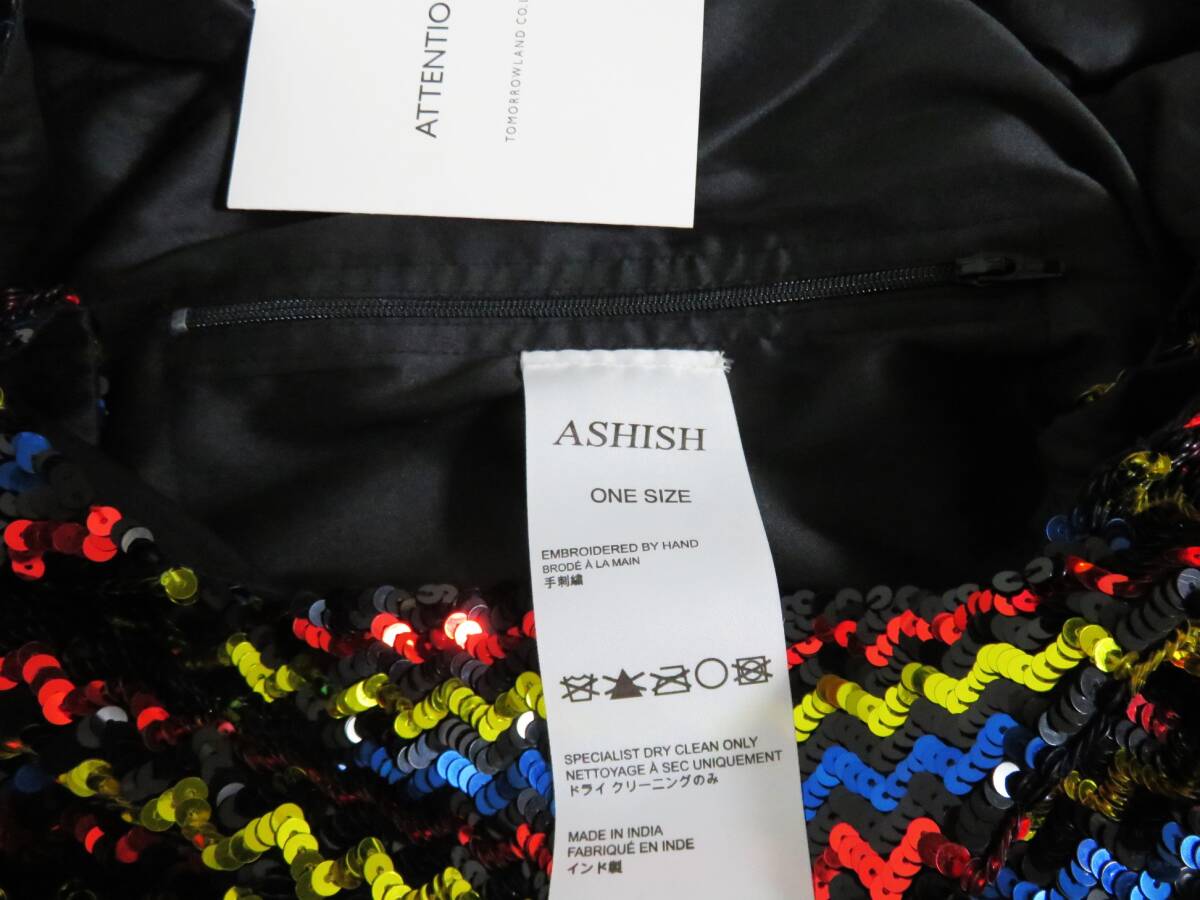 ATTENTIO
TOMORROWLAND CO.L
ASHISH
ONE SIZE
EMBROIDERED BY HAND
BRODÉ À LA MAIN
手刺繍
SPECIALIST DRY CLEAN ONLY
NETTOYAGE À SEC UNIQUEMENT
ドライ クリーニングのみ
MADE IN INDIA
FABRIQUÉ EN INDE
インド製